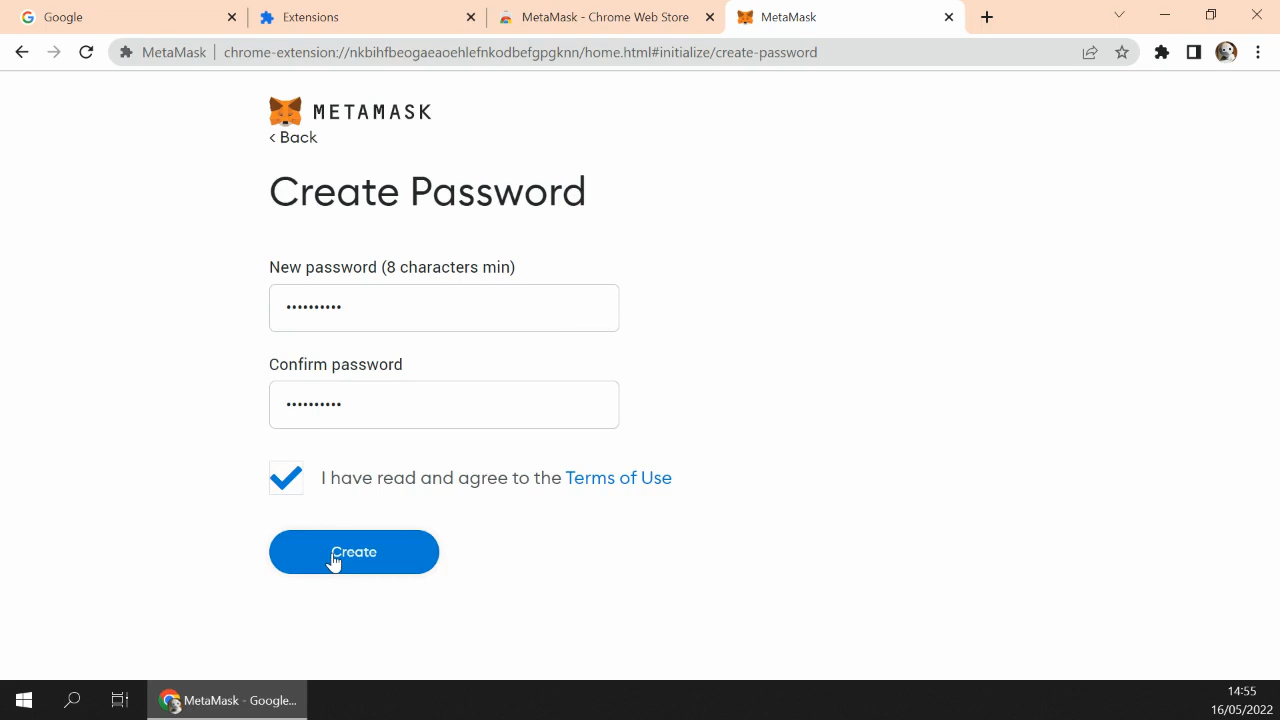 Google
Extensions
MetaMask - Chrome Web Store
MetaMask
MetaMask
chrome-extension://nkbihfbeogaeaoehlefnkodbefgpgknn/home.html#initialize/create-password
METAMASK
< Back
Create Password
New password (8 characters min)
••••••••••
Confirm password
••••••••••
I have read and agree to the Terms of Use
Create
MetaMask - Google...
14:55
16/05/2022